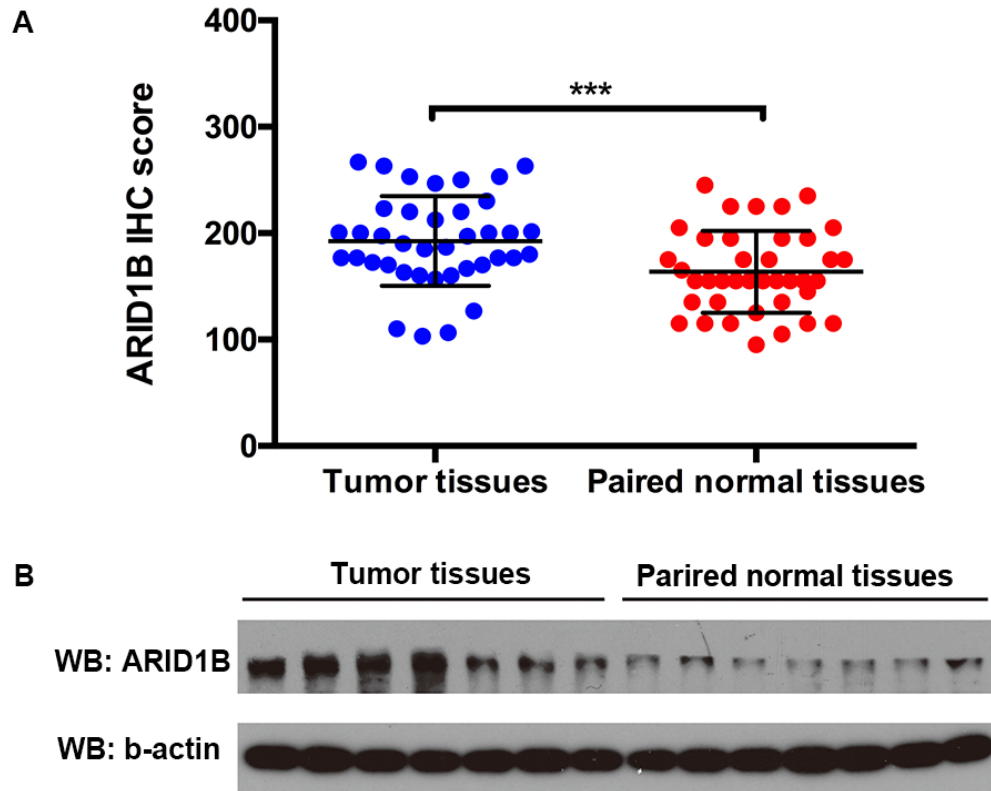 A
ARID1B IHC score
400
300
200
100
0
***
Tumor tissues
Paired normal tissues
B
Tumor tissues
Parired normal tissues
WB: ARID1B
WB: b-actin